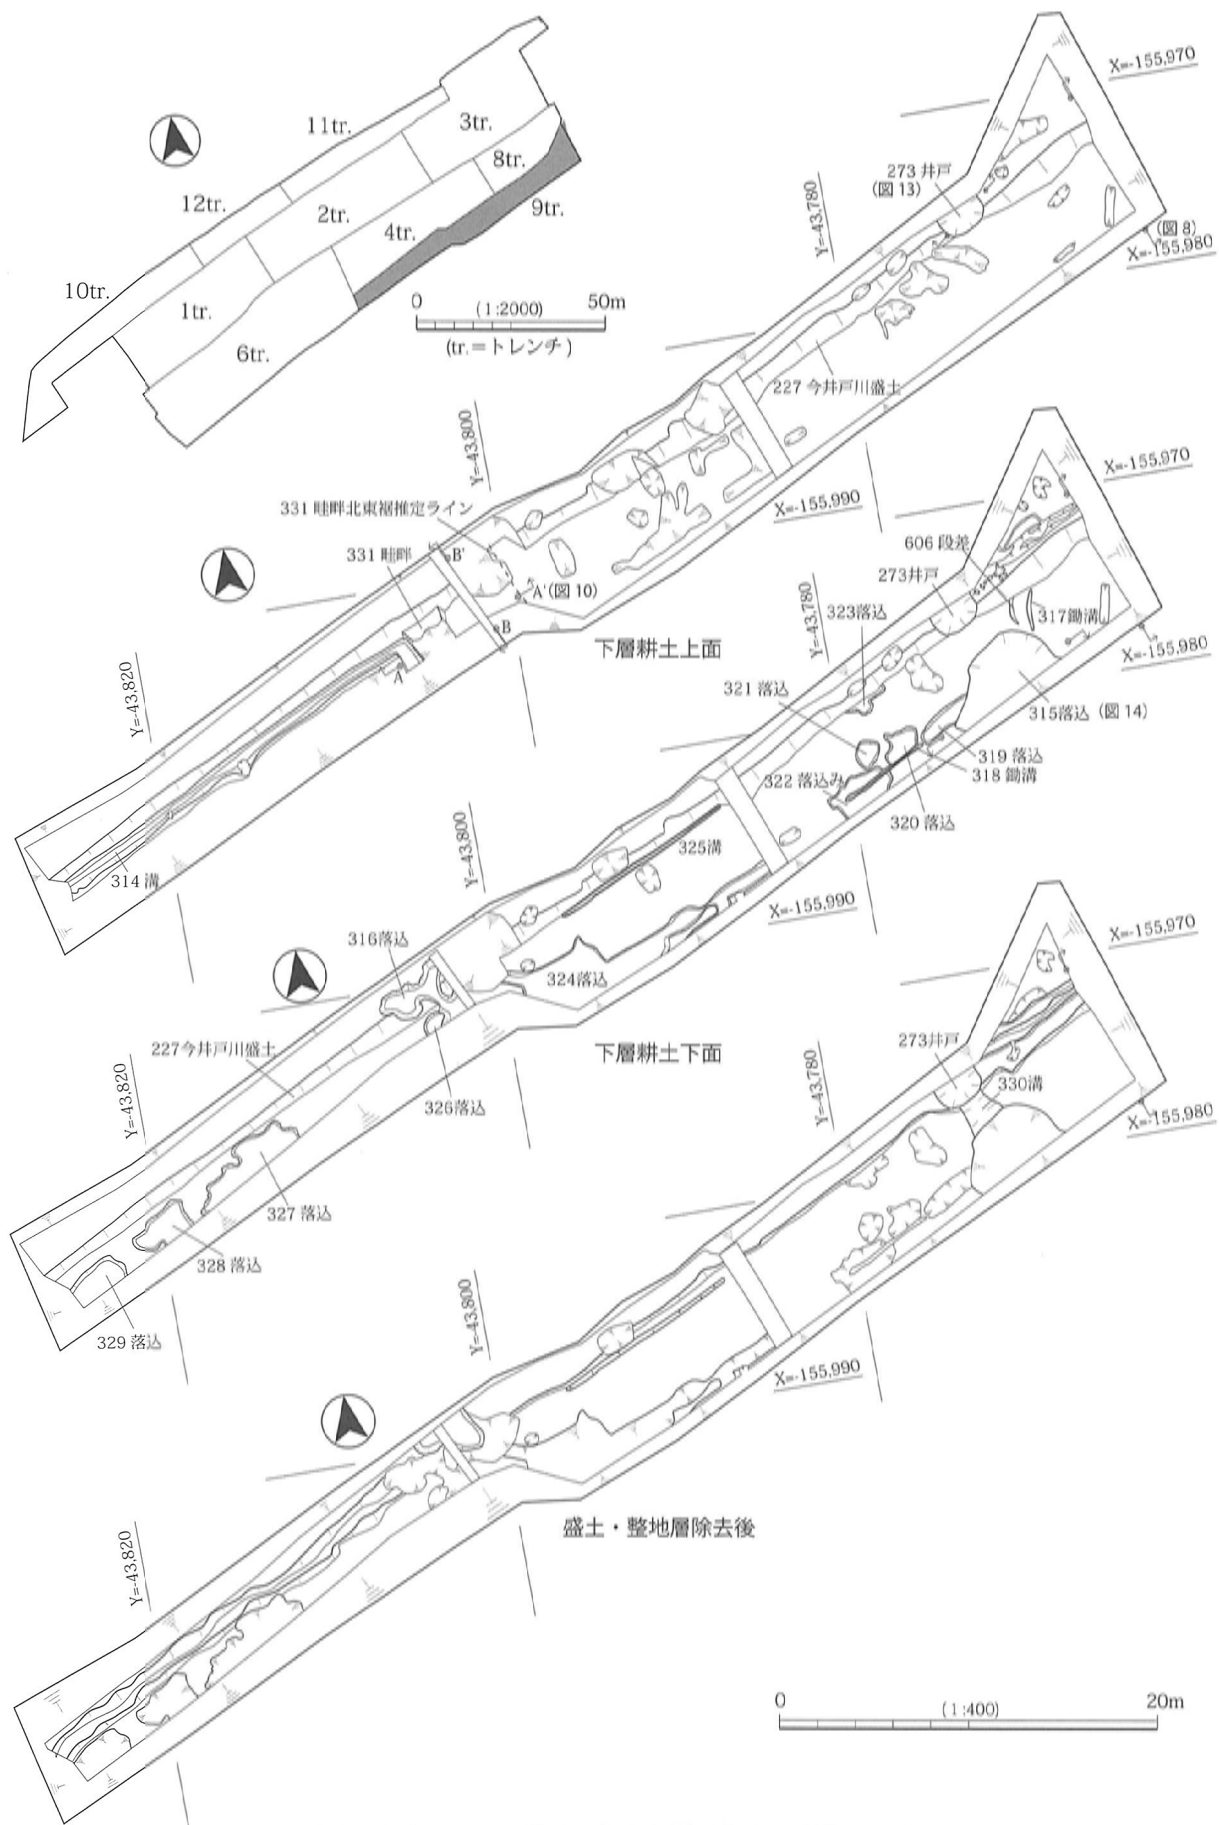 11tr.
3tr.
8tr.
12tr.
2tr.
9tr.
4tr.
10tr.
1tr.
6tr.
0 (1:2000) 50m
(tr.=トレンチ)
X=-155,970
273 井戸
(図 13)
Y=-43,780
(図 8)
X=-155,980
227 今井戸川盛土
Y=-43,800
X=-155,990
331 畦畔北東裾推定ライン
331 畦畔
B'
A'(図 10)
B
A
下層耕土上面
Y=-43,820
314 溝
X=-155,970
606 段差
273井戸
Y=-43,780
323落込
317鋤溝
X=-155,980
321 落込
315落込(図 14)
319 落込
318 鋤溝
322 落込み
320 落込
Y=-43,800
325溝
X=-155,990
316落込
324落込
227今井戸川盛土
下層耕土下面
Y=-43,820
326落込
327 落込
328 落込
329 落込
X=-155,970
273井戸
Y=-43,780
330溝
X=-155,980
Y=-43,800
X=-155,990
盛土・整地層除去後
Y=-43,820
0 (1:400) 20m